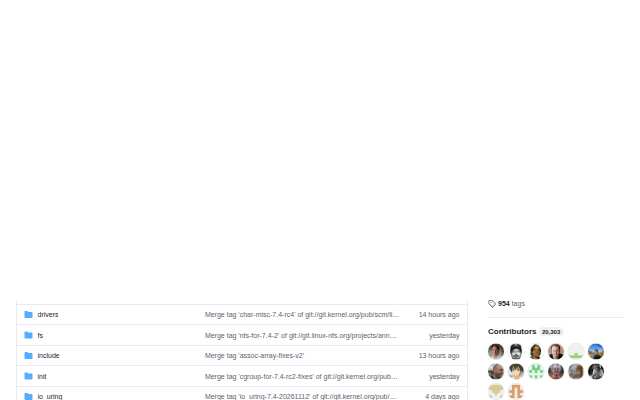 954 tags
drivers Merge tag 'char-misc-7.4-rc4' of git://git.kernel.org/pub/scm/li... 14 hours ago
Contributors 20,303
fs Merge tag 'nfs-for-7.4-2' of git://git.linux-nfs.org/projects/ann... yesterday
include Merge tag 'assoc-array-fixes-v2' 13 hours ago
init Merge tag 'cgroup-for-7.4-rc2-fixes' of git://git.kernel.org/pub... yesterday
io_uring Merge tag 'io_uring-7.4-20261112' of git://git.kernel.org/pub/... 4 days ago